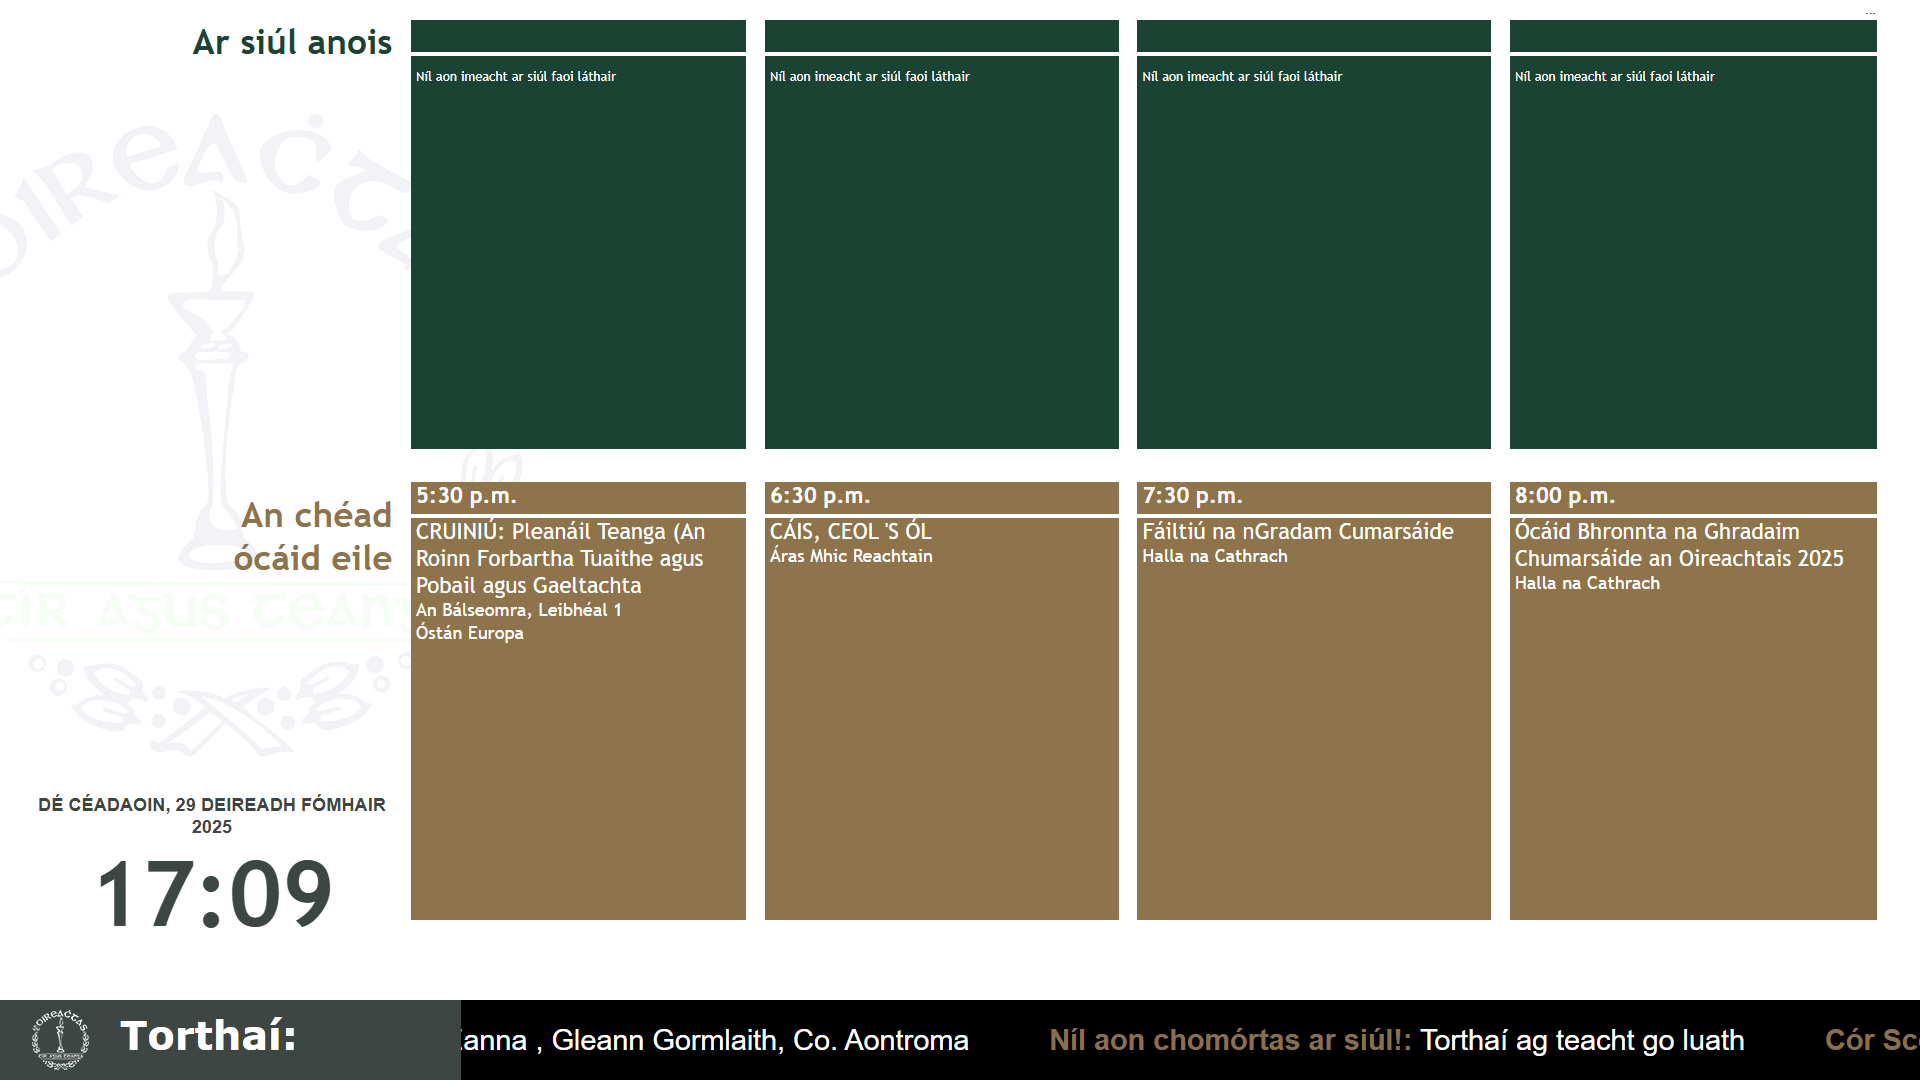 Ar siúl anois
Níl aon imeacht ar siúl faoi láthair
Níl aon imeacht ar siúl faoi láthair
Níl aon imeacht ar siúl faoi láthair
Níl aon imeacht ar siúl faoi láthair
An chéad
ócáid eile
5:30 p.m.
CRUINIÚ: Pleanáil Teanga (An
Roinn Forbartha Tuaithe agus
Pobail agus Gaeltachta
An Bálseomra, Leibhéal 1
Óstán Europa
6:30 p.m.
CÁIS, CEOL 'S ÓL
Áras Mhic Reachtain
7:30 p.m.
Fáiltiú na nGradam Cumarsáide
Halla na Cathrach
8:00 p.m.
Ócáid Bhronnta na Ghradaim
Chumarsáide an Oireachtais 2025
Halla na Cathrach
TÍR AGUS TEANG
DÉ CÉADAOIN, 29 DEIREADH FÓMHAIR
2025
17:09
OIREAĊTAS
Torthaí:
, Gleann Gormlaith, Co. Aontroma Níl aon chomórtas ar siúl!: Torthaí ag teacht go luath Cór